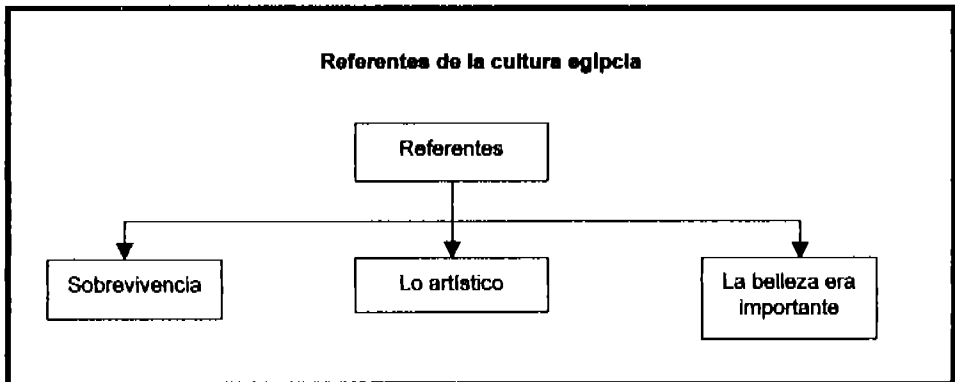 Referentes de la cultura egipcia
Referentes
Sobrevivencia
Lo artístico
La belleza era
importante